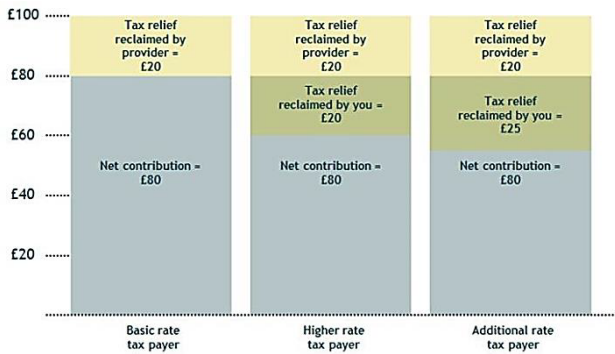 £100
£80
£60
£40
£20
Tax relief
reclaimed by
provider =
£20
Net contribution =
£80
Basic rate
tax payer
Tax relief
reclaimed by
provider =
£20
Tax relief
reclaimed by you =
£20
Net contribution =
£80
Higher rate
tax payer
Tax relief
reclaimed by
provider =
£20
Tax relief
reclaimed by you =
£25
Net contribution =
£80
Additional rate
tax payer